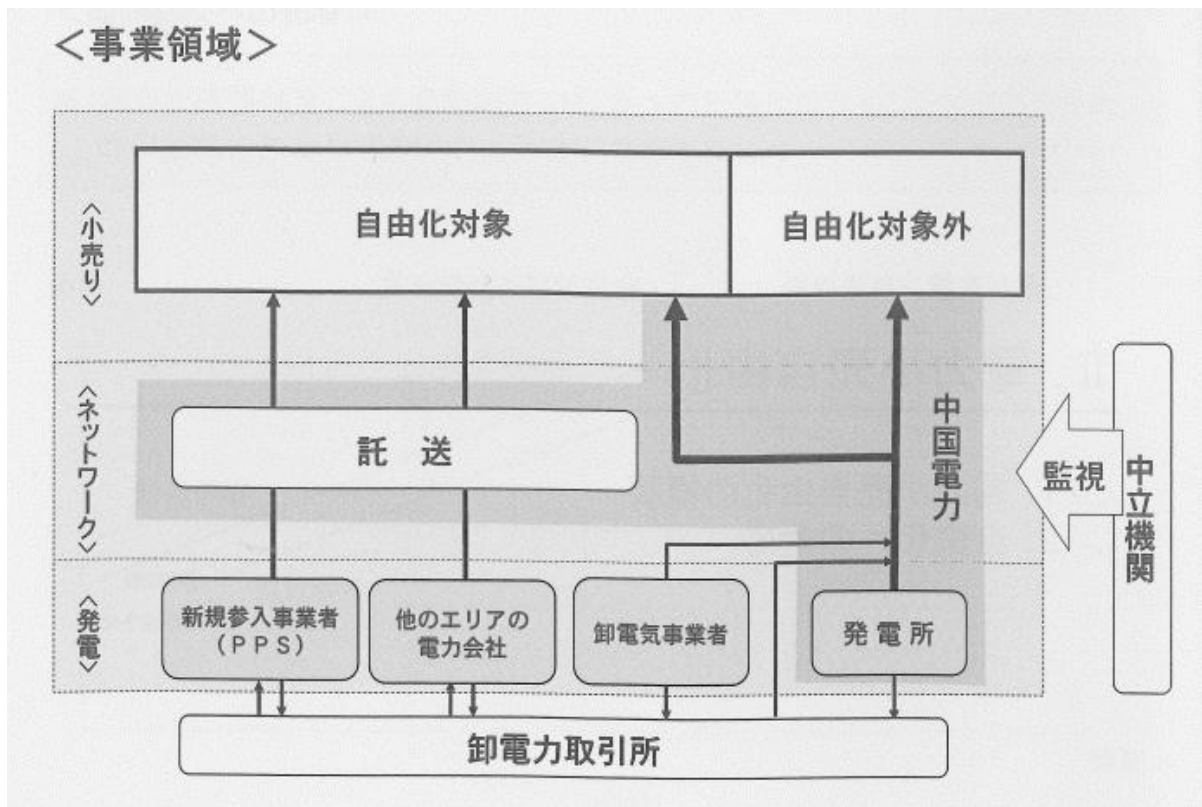 ＜事業領域＞
〈小売り〉
自由化対象
自由化対象外
〈ネットワーク〉
託 送
中国電力
監視
中立機関
〈発電〉
新規参入事業者
（ＰＰＳ）
他のエリアの
電力会社
卸電気事業者
発電所
卸電力取引所